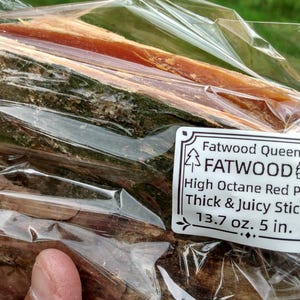 Fatwood Queen
FATWOOD
High Octane Red P
Thick & Juicy Stic
13.7 oz. 5 in.